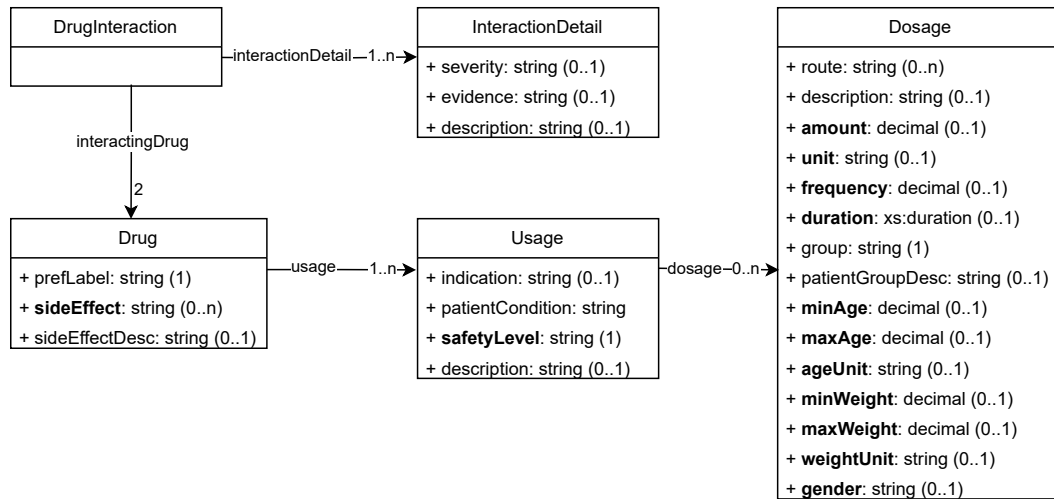 DrugInteraction
interactionDetail
1..n
InteractionDetail
+ severity: string (0..1)
+ evidence: string (0..1)
+ description: string (0..1)
interactingDrug
2
Drug
+ prefLabel: string (1)
+ sideEffect: string (0..n)
+ sideEffectDesc: string (0..1)
usage
1..n
Usage
+ indication: string (0..1)
+ patientCondition: string
+ safetyLevel: string (1)
+ description: string (0..1)
dosage
0..n
Dosage
+ route: string (0..n)
+ description: string (0..1)
+ amount: decimal (0..1)
+ unit: string (0..1)
+ frequency: decimal (0..1)
+ duration: xs:duration (0..1)
+ group: string (1)
+ patientGroupDesc: string (0..1)
+ minAge: decimal (0..1)
+ maxAge: decimal (0..1)
+ ageUnit: string (0..1)
+ minWeight: decimal (0..1)
+ maxWeight: decimal (0..1)
+ weightUnit: string (0..1)
+ gender: string (0..1)